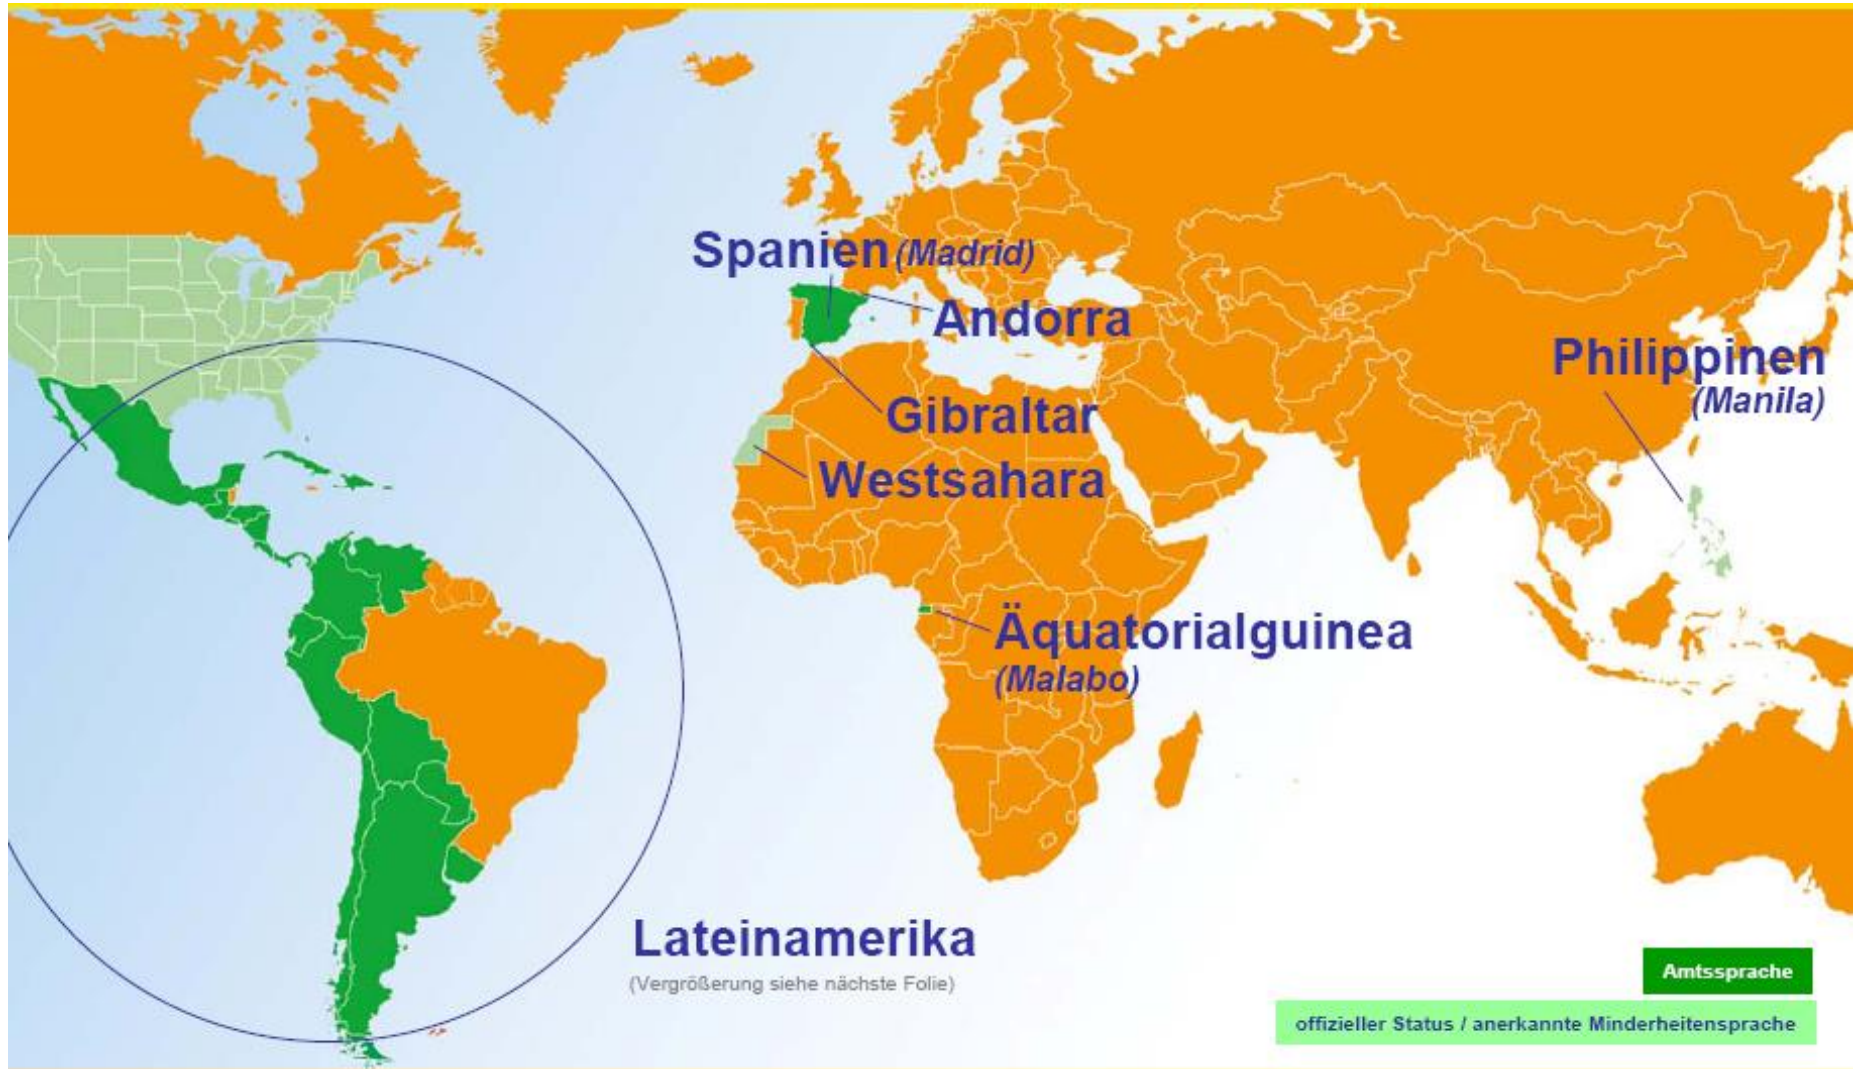 Spanien (Madrid)
Andorra
Philippinen
(Manila)
Gibraltar
Westsahara
Äquatorialguinea
(Malabo)
Lateinamerika
(Vergrößerung siehe nächste Folie)
Amtssprache
offizieller Status / anerkannte Minderheitensprache